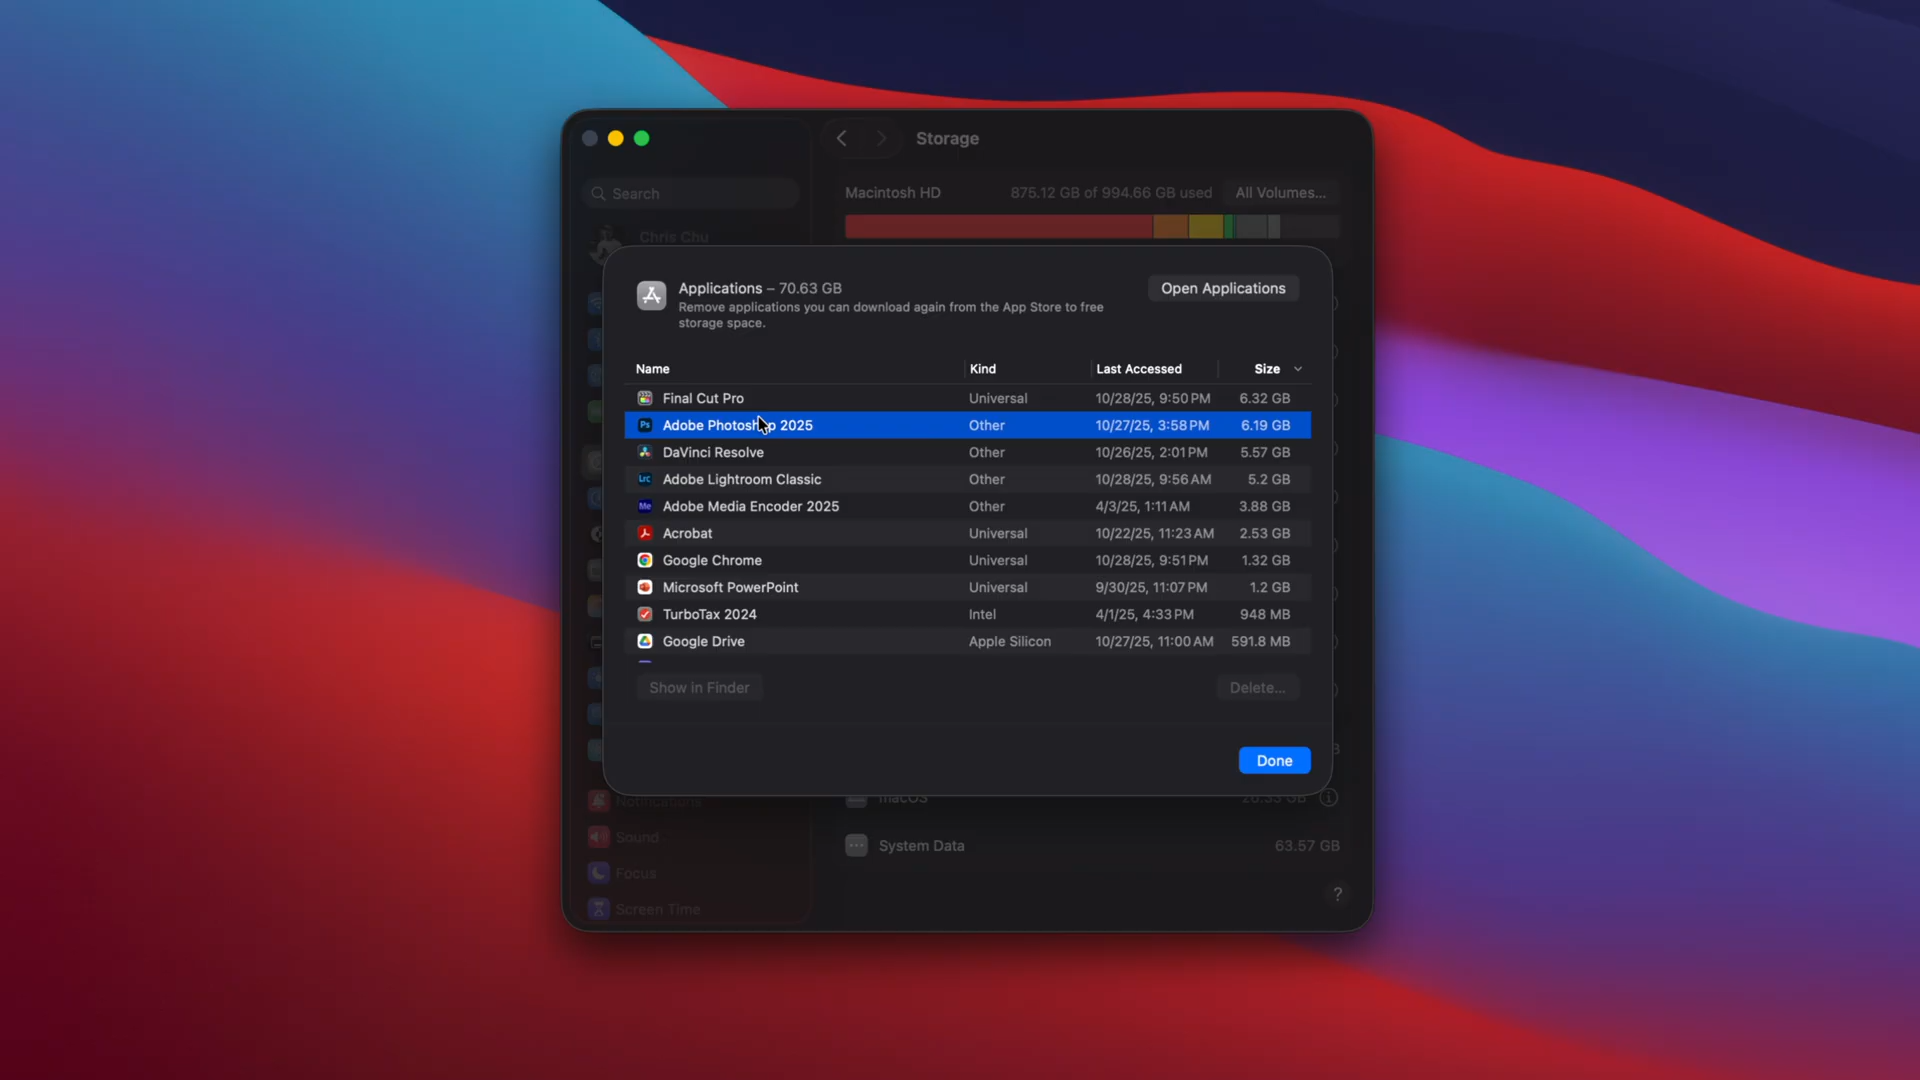 Storage
Search
Macintosh HD
875.12 GB of 994.66 GB used
All Volumes...
Chris Chu
Applications – 70.63 GB
Remove applications you can download again from the App Store to free
storage space.
Open Applications
Name Kind Last Accessed Size
Final Cut Pro Universal 10/28/25, 9:50 PM 6.32 GB
Ps Adobe Photoshop 2025 Other 10/27/25, 3:58 PM 6.19 GB
DaVinci Resolve Other 10/26/25, 2:01 PM 5.57 GB
Lrc Adobe Lightroom Classic Other 10/28/25, 9:56 AM 5.2 GB
Me Adobe Media Encoder 2025 Other 4/3/25, 1:11 AM 3.88 GB
Acrobat Universal 10/22/25, 11:23 AM 2.53 GB
Google Chrome Universal 10/28/25, 9:51 PM 1.32 GB
Microsoft PowerPoint Universal 9/30/25, 11:07 PM 1.2 GB
TurboTax 2024 Intel 4/1/25, 4:33 PM 948 MB
Google Drive Apple Silicon 10/27/25, 11:00 AM 591.8 MB
Show in Finder
Delete...
Done
Notifications
macOS
Sound
System Data 63.57 GB
Focus
?
Screen Time